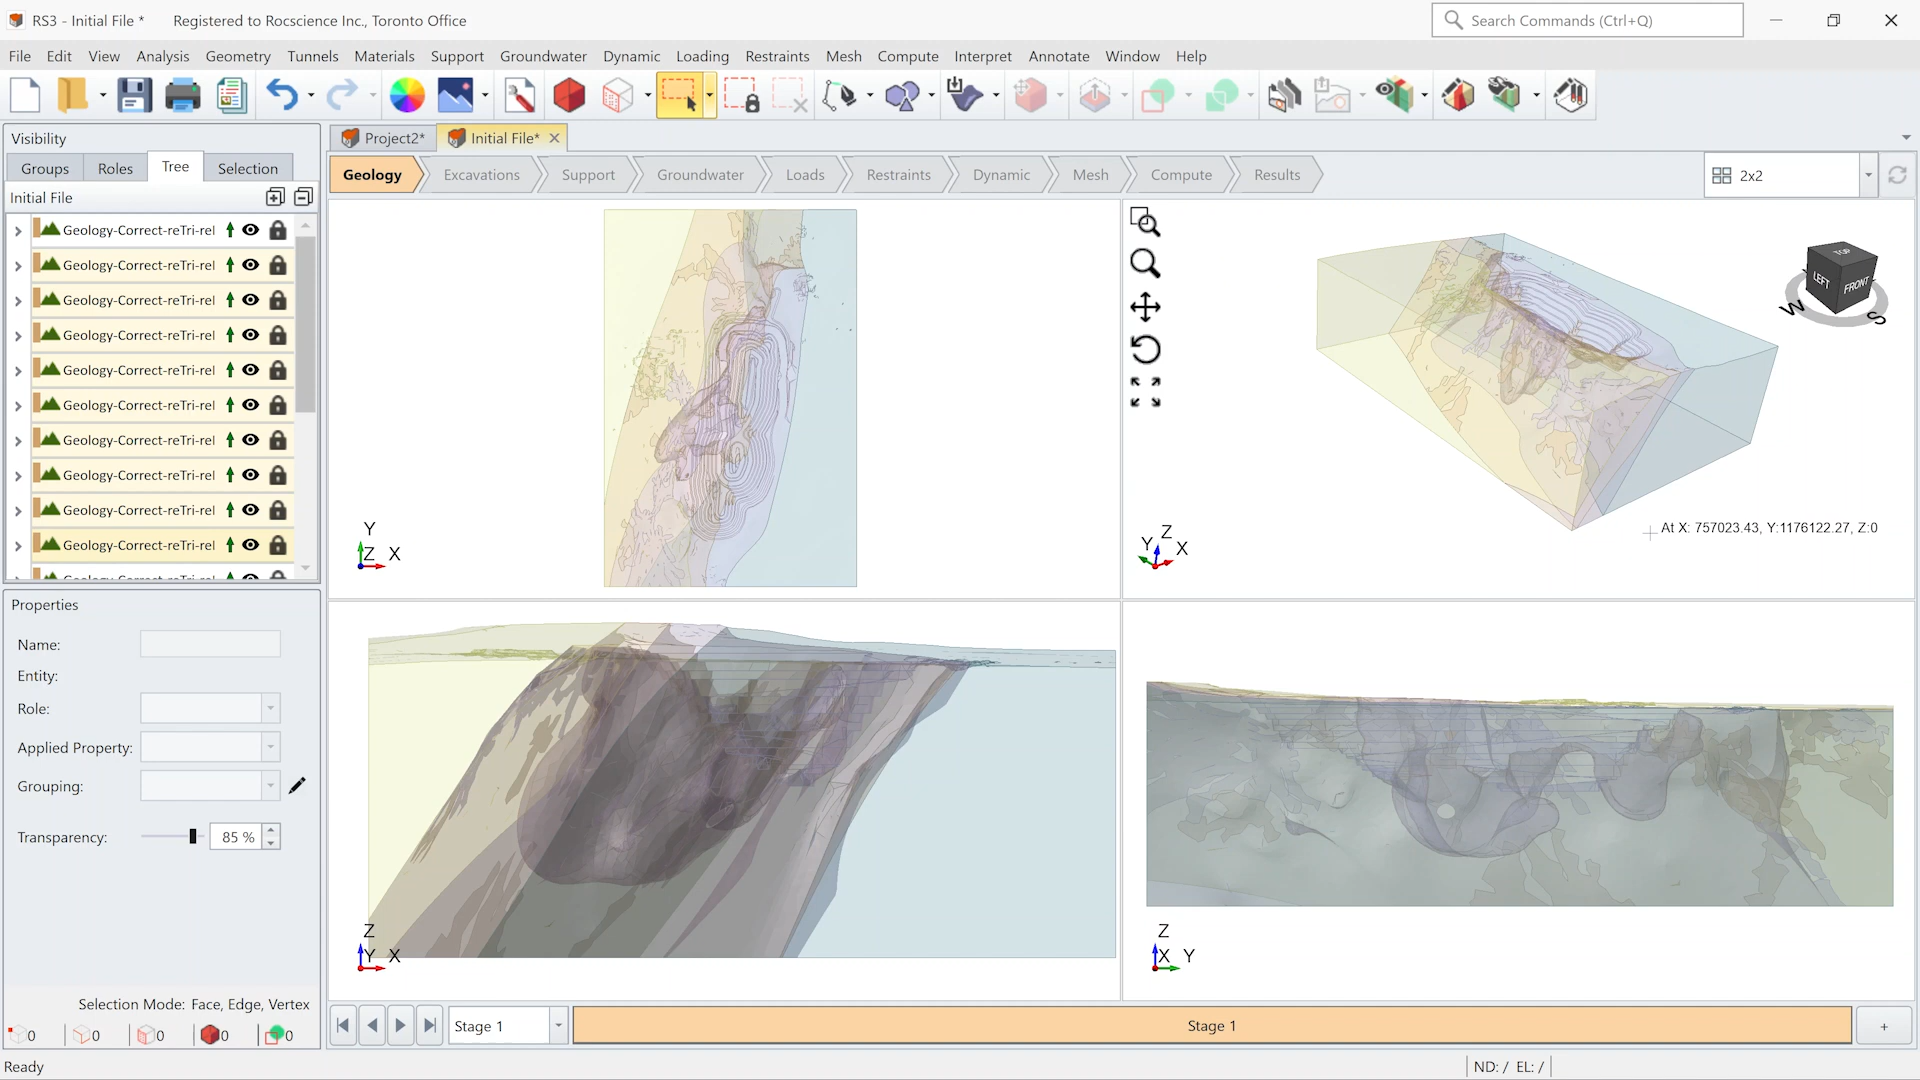 RS3 - Initial File * Registered to Rocscience Inc., Toronto Office
Search Commands (Ctrl+Q)
File Edit View Analysis Geometry Tunnels Materials Support Groundwater Dynamic Loading Restraints Mesh Compute Interpret Annotate Window Help
Visibility
Project2* Initial File*
Groups Roles Tree Selection
Geology Excavations Support Groundwater Loads Restraints Dynamic Mesh Compute Results
2x2
Initial File
Geology-Correct-reTri-rel
Geology-Correct-reTri-rel
Geology-Correct-reTri-rel
Geology-Correct-reTri-rel
Geology-Correct-reTri-rel
Geology-Correct-reTri-rel
Geology-Correct-reTri-rel
Geology-Correct-reTri-rel
Geology-Correct-reTri-rel
Geology-Correct-reTri-rel
TOP
LEFT FRONT
W S
Y
Z X
Z
Y X
At X: 757023.43, Y:1176122.27, Z:0
Properties
Name:
Entity:
Role:
Applied Property:
Grouping:
Transparency: 85 %
Z
Y X
Z
X Y
Selection Mode: Face, Edge, Vertex
0 0 0 0 0
Stage 1
Stage 1
+
Ready
ND: / EL: /